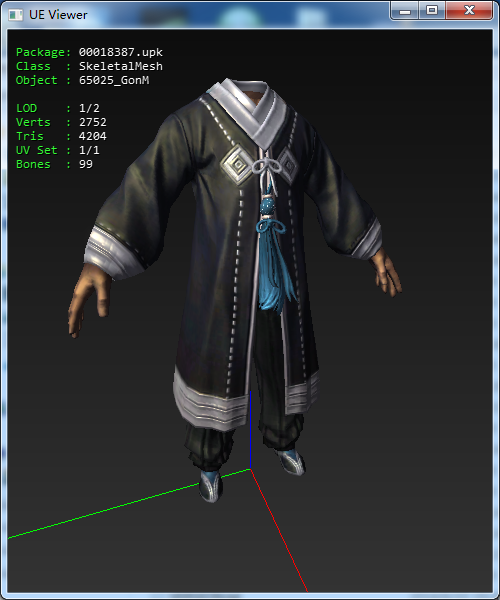 UE Viewer
Package: 00018387.upk
Class : SkeletalMesh
Object : 65025_GonM
LOD : 1/2
Verts : 2752
Tris : 4204
UV Set : 1/1
Bones : 99